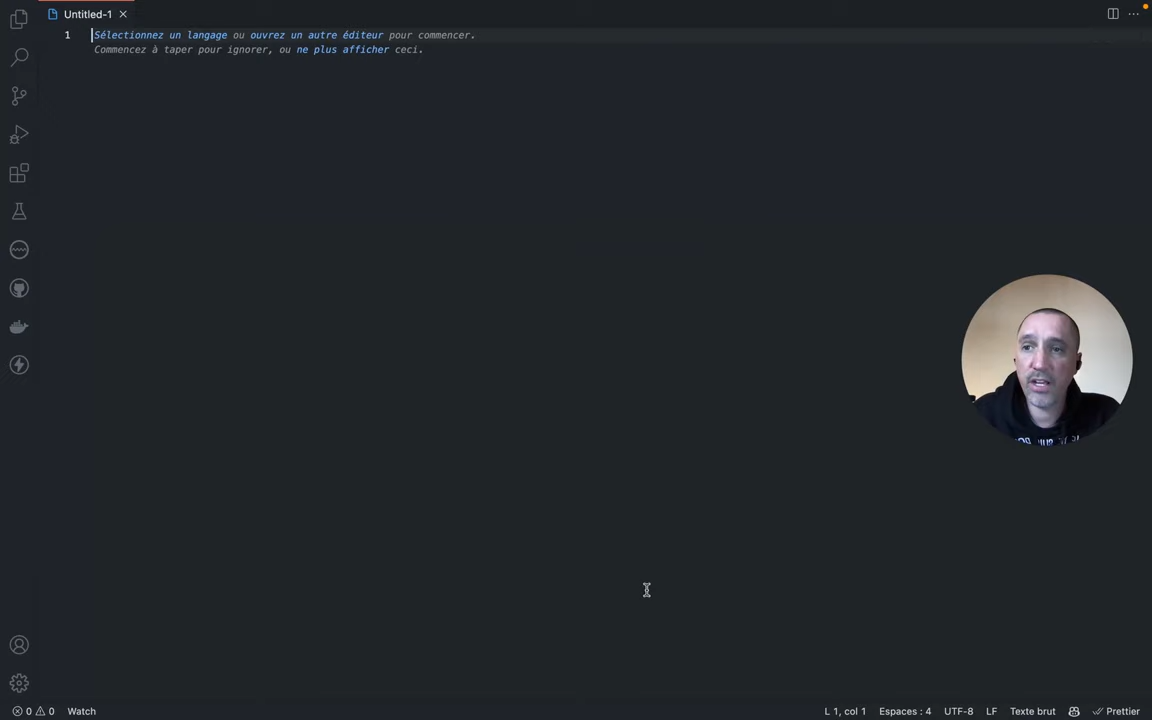 Untitled-1
1
Sélectionnez un langage ou ouvrez un autre éditeur pour commencer.
Commencez à taper pour ignorer, ou ne plus afficher ceci.
0 0 Watch
L 1, col 1 Espaces : 4 UTF-8 LF Texte brut Prettier